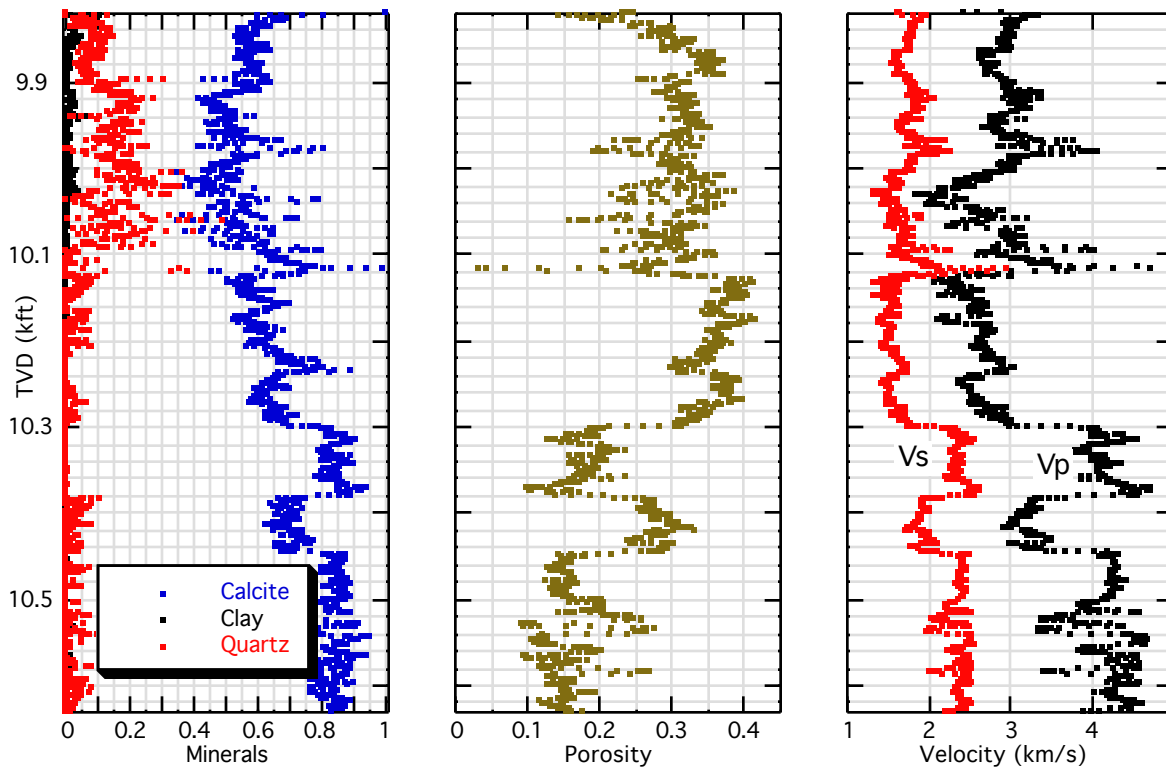 9.9
10.1
10.3
10.5
TVD (kft)
Calcite
Clay
Quartz
0 0.2 0.4 0.6 0.8 1
Minerals
0 0.1 0.2 0.3 0.4
Porosity
Vs
Vp
1 2 3 4
Velocity (km/s)